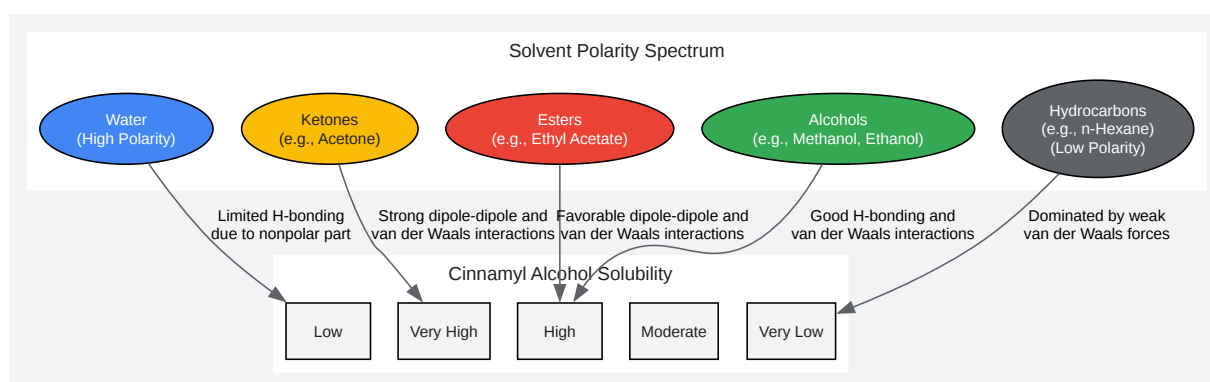 Solvent Polarity Spectrum
Water
(High Polarity)
Ketones
(e.g., Acetone)
Esters
(e.g., Ethyl Acetate)
Alcohols
(e.g., Methanol, Ethanol)
Hydrocarbons
(e.g., n-Hexane)
(Low Polarity)
Limited H-bonding
due to nonpolar part
Strong dipole-dipole and
van der Waals interactions
Favorable dipole-dipole and
van der Waals interactions
Good H-bonding and
van der Waals interactions
Dominated by weak
van der Waals forces
Cinnamyl Alcohol Solubility
Low
Very High
High
Moderate
Very Low